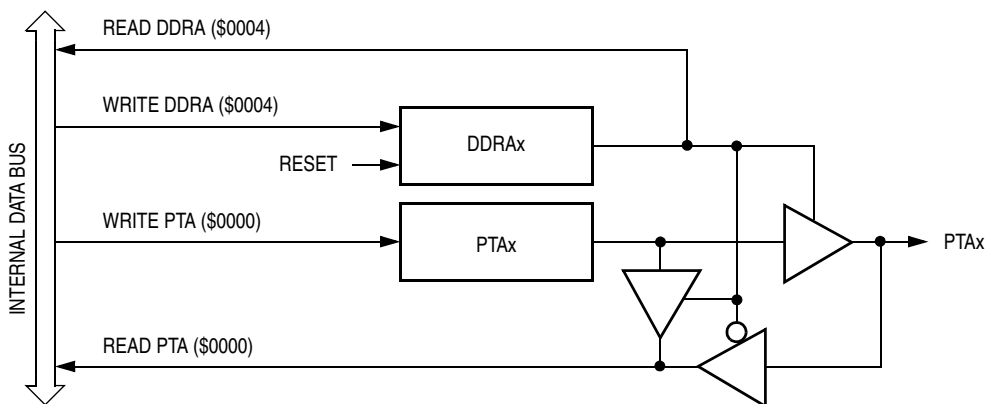 READ DDRA ($0004)
WRITE DDRA ($0004)
DDRAx
RESET
INTERNAL DATA BUS
WRITE PTA ($0000)
PTAx
PTAx
READ PTA ($0000)